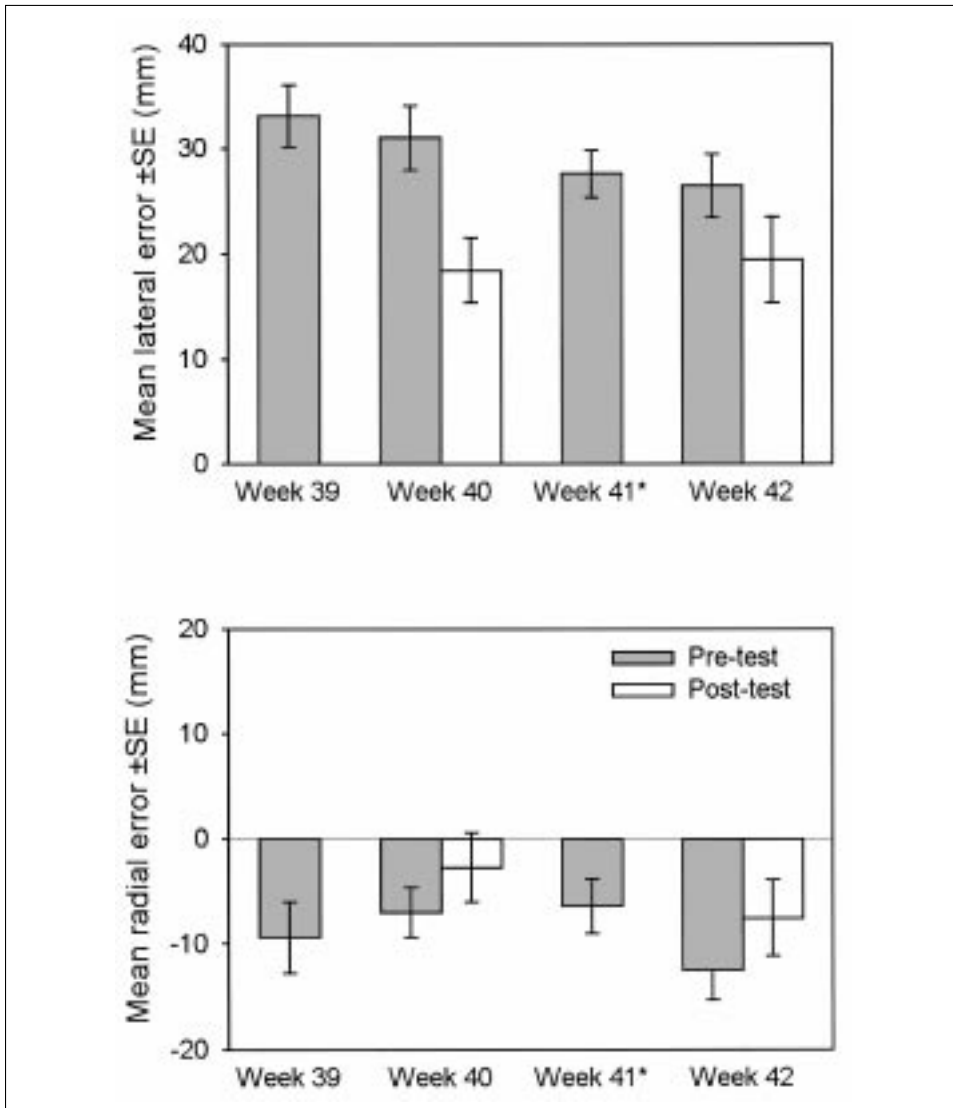 Mean lateral error ±SE (mm)
40
30
20
10
0
Week 39 Week 40 Week 41* Week 42
Mean radial error ±SE (mm)
20
10
0
-10
-20
Pre-test
Post-test
Week 39 Week 40 Week 41* Week 42